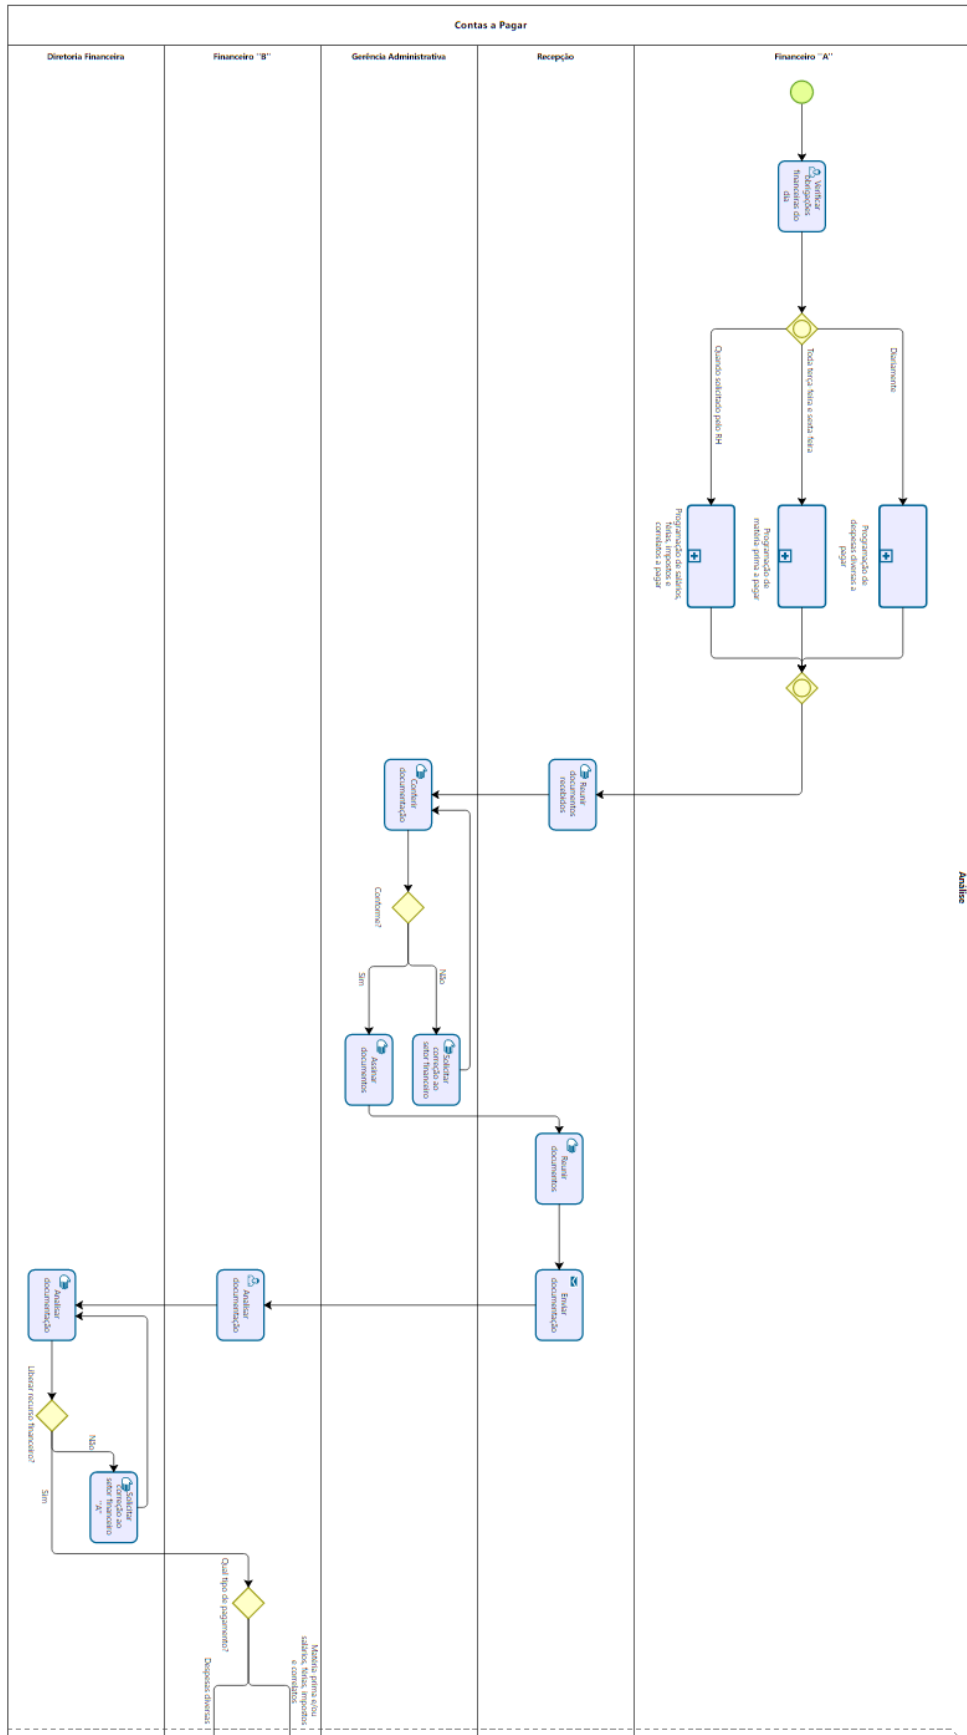 Contas a Pagar
Diretoria Financeira
Financeiro "B"
Gerência Administrativa
Recepção
Financeiro "A"
Análise
Verificar
obrigações
financeiras do
dia
Diariamente
Toda terça-feira e sexta-feira
Quando solicitado pelo RH
Programação de
despesas diversas a
pagar
Programação de
matéria-prima a pagar
Programação de salários,
férias, impostos e
correlatos a pagar
Reunir
documentos
recebidos
Conferir
documentação
Conforme?
Não
Sim
Solicitar
correção ao
setor financeiro
Assinar
documentos
Reunir
documentos
Enviar
documentação
Analisar
documentação
Analisar
documentação
Liberar recurso financeiro?
Não
Sim
Solicitar
correção ao
setor financeiro
"A"
Qual tipo de pagamento?
Matéria-prima e/ou
salários, férias, impostos
e correlatos
Despesas diversas